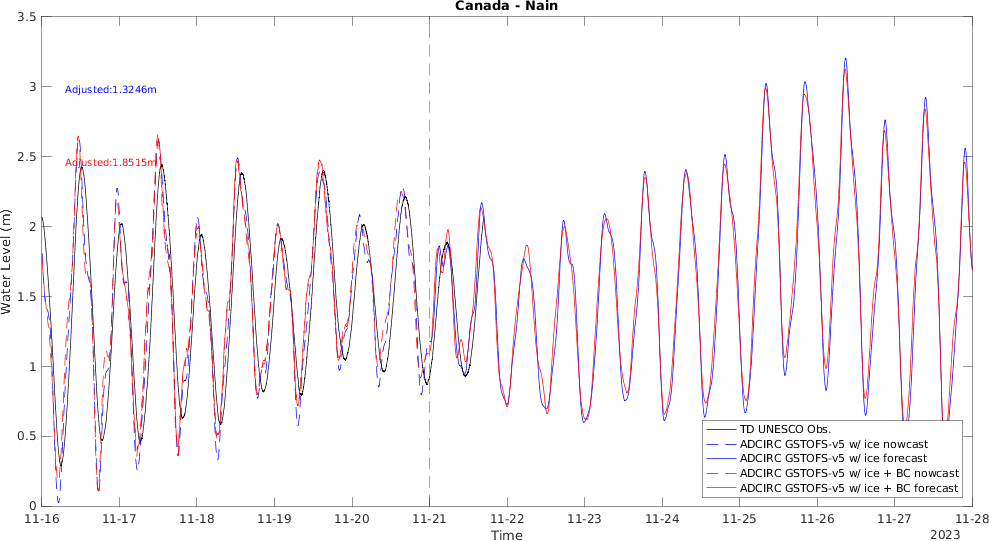 Canada - Nain
3.5
3
2.5
2
1.5
1
0.5
0
Water Level (m)
Adjusted:1.3246m
Adjusted:1.8515m
TD UNESCO Obs.
ADCIRC GSTOFS-v5 w/ ice nowcast
ADCIRC GSTOFS-v5 w/ ice forecast
ADCIRC GSTOFS-v5 w/ ice + BC nowcast
ADCIRC GSTOFS-v5 w/ ice + BC forecast
11-16 11-17 11-18 11-19 11-20 11-21 11-22 11-23 11-24 11-25 11-26 11-27 11-28
Time
2023